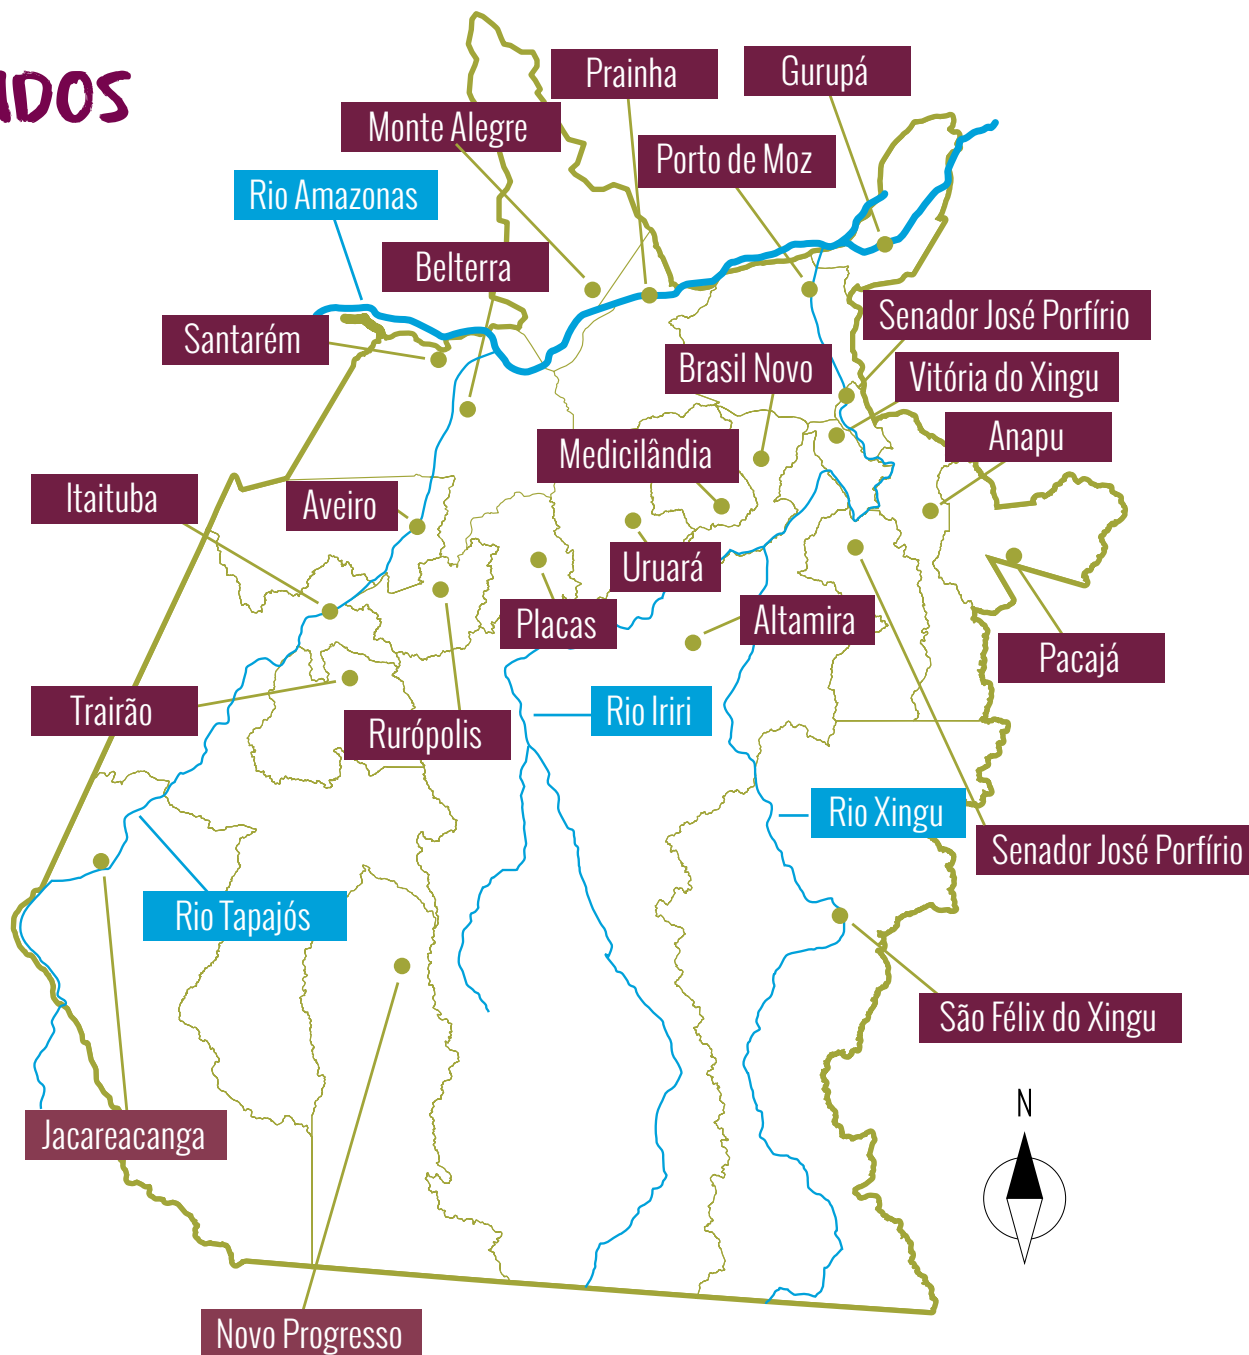 IDOS
Prainha
Gurupá
Monte Alegre
Porto de Moz
Rio Amazonas
Belterra
Senador José Porfírio
Santarém
Brasil Novo
Vitória do Xingu
Anapu
Medicilândia
Itaituba
Aveiro
Uruará
Placas
Altamira
Pacajá
Trairão
Rio Iriri
Rurópolis
Rio Xingu
Senador José Porfírio
Rio Tapajós
São Félix do Xingu
N
Jacareacanga
Novo Progresso